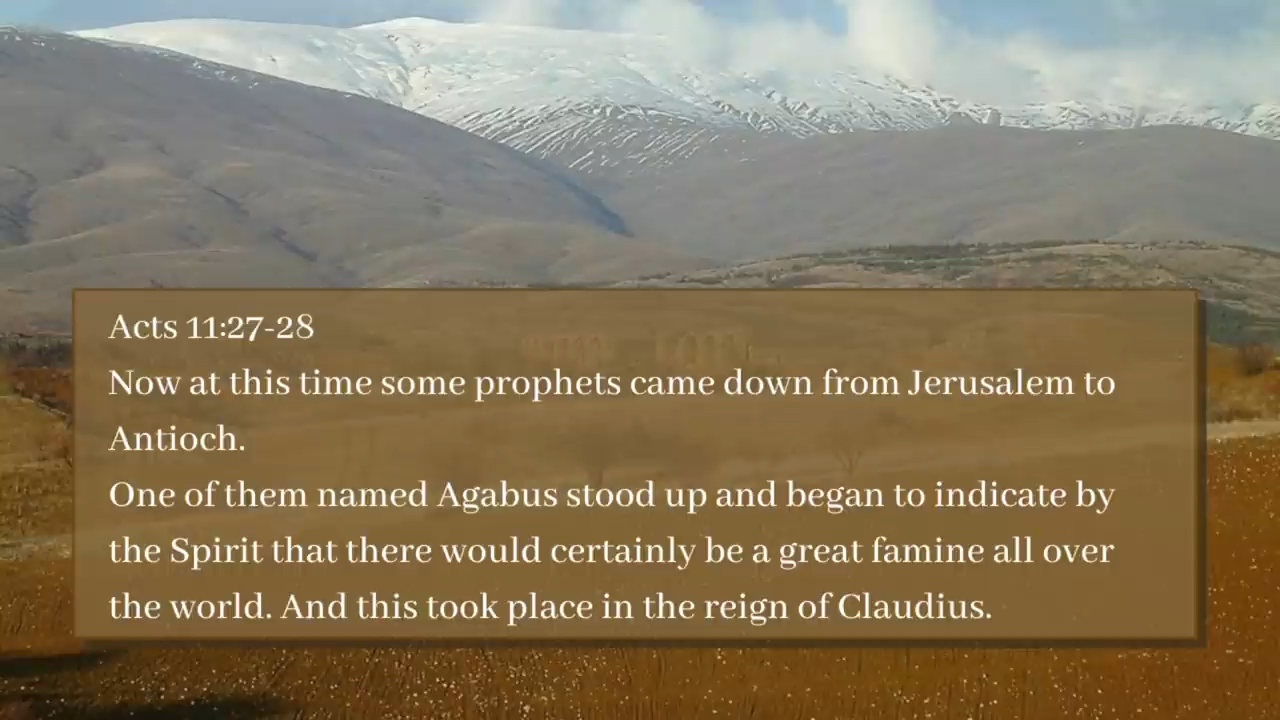 Acts 11:27-28
Now at this time some prophets came down from Jerusalem to
Antioch.
One of them named Agabus stood up and began to indicate by
the Spirit that there would certainly be a great famine all over
the world. And this took place in the reign of Claudius.